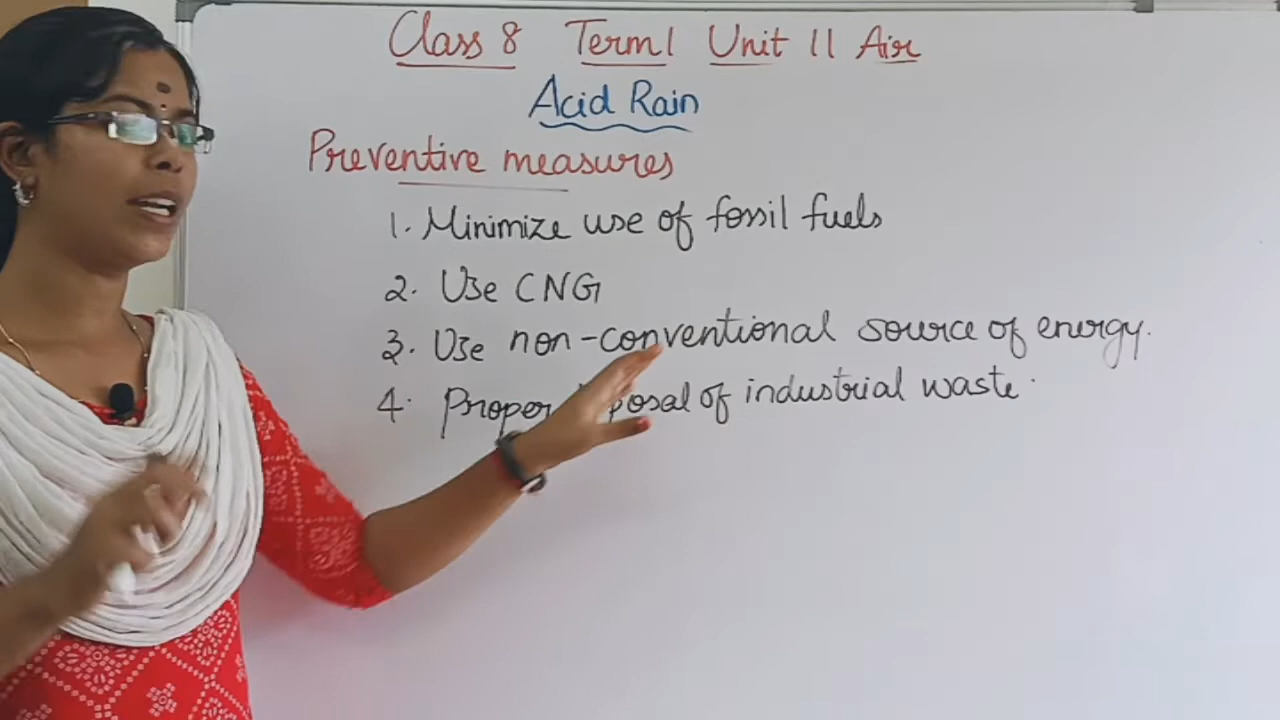 Class 8 Term 1 Unit 11 Air
Acid Rain
Preventive measures
1. Minimize use of fossil fuels
2. Use CNG
3. Use non-conventional source of energy.
4. Proper posal of industrial waste.